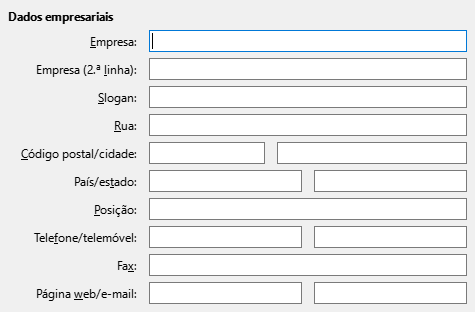 Dados empresariais
Empresa:
Empresa (2.ª linha):
Slogan:
Rua:
Código postal/cidade:
País/estado:
Posição:
Telefone/telemóvel:
Fax:
Página web/e-mail: